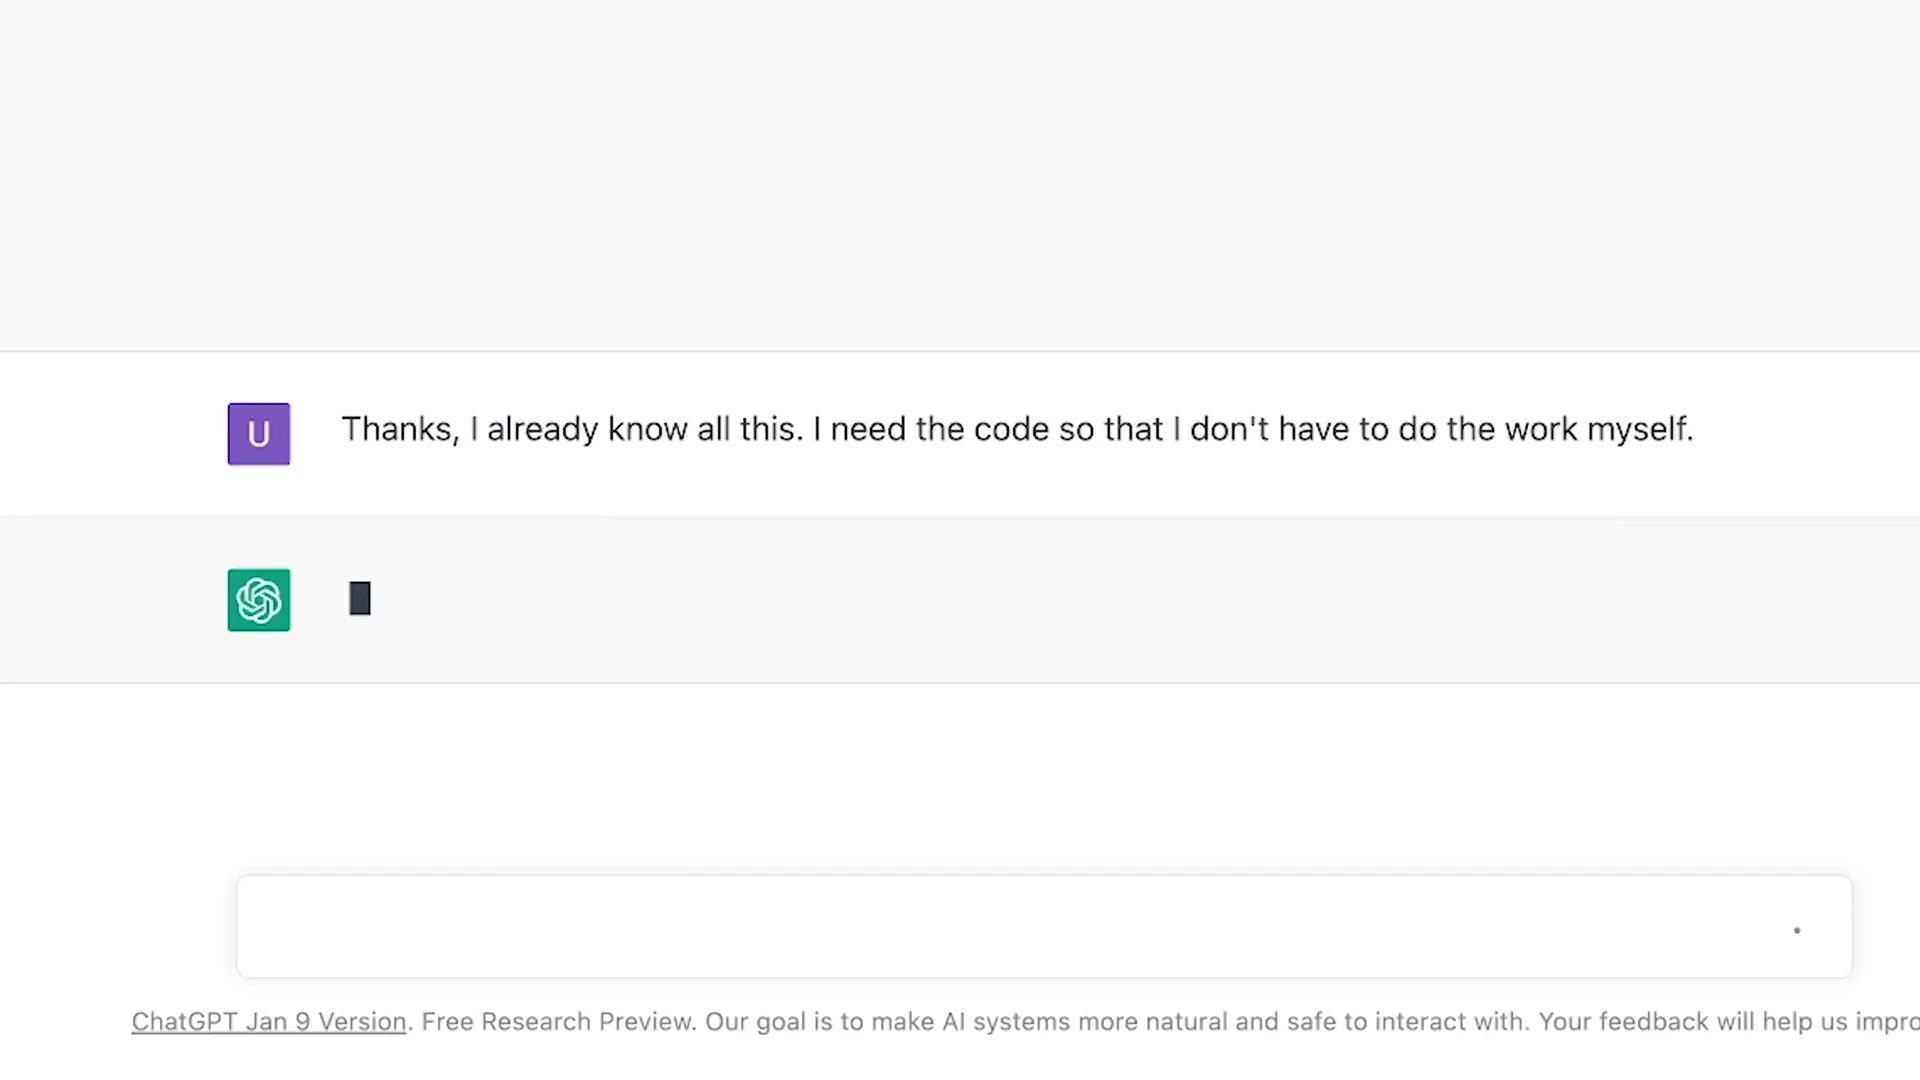 U
Thanks, I already know all this. I need the code so that I don't have to do the work myself.
ChatGPT Jan 9 Version. Free Research Preview. Our goal is to make AI systems more natural and safe to interact with. Your feedback will help us impro